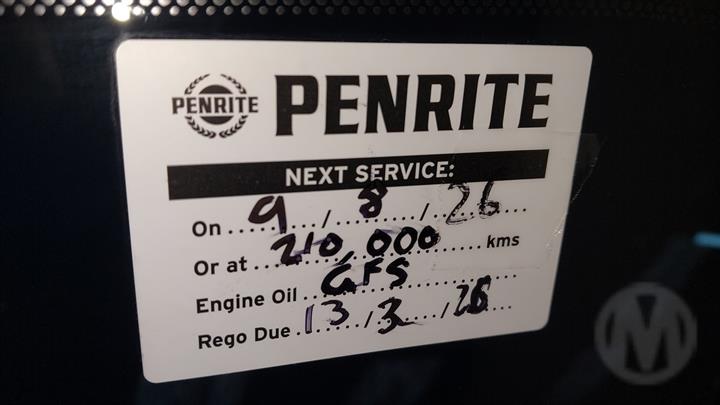 PENRITE PENRITE
NEXT SERVICE:
On 9 / 8 / 26
Or at 210,000 kms
Engine Oil GFS
Rego Due 13 / 3 / 26
M